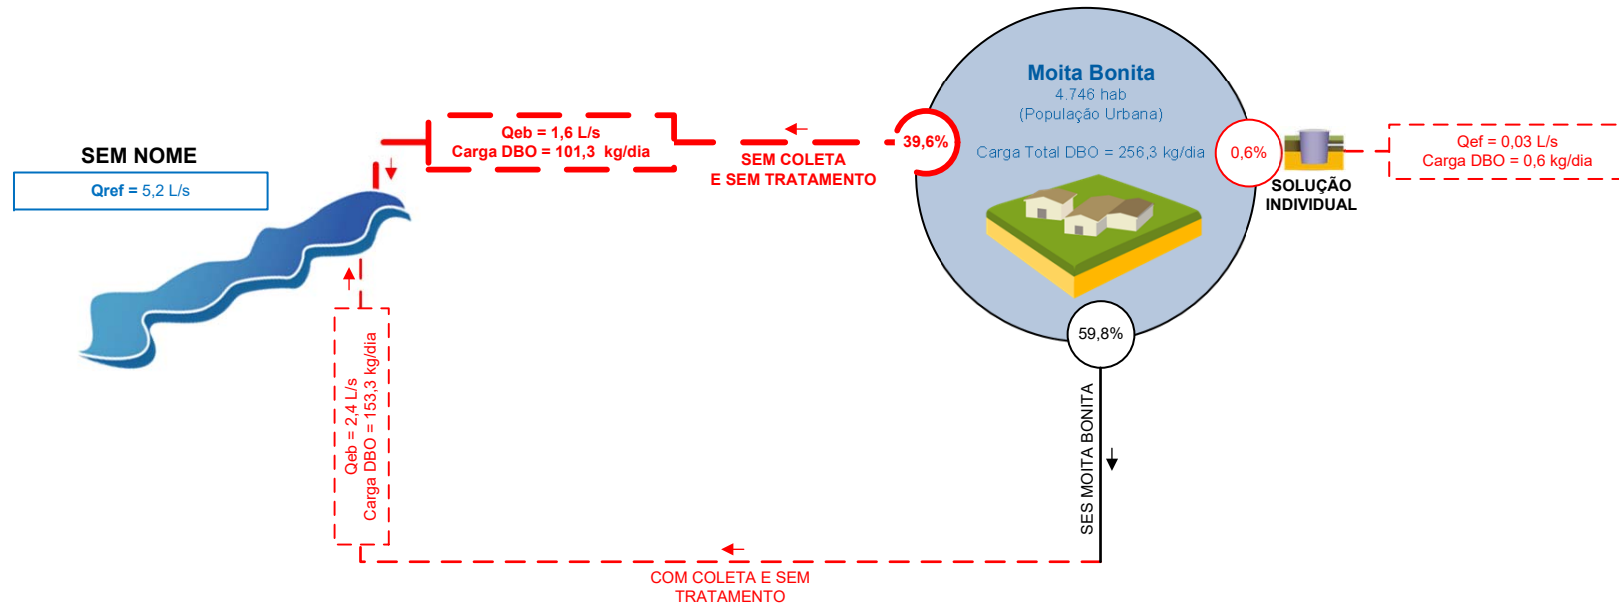 Moita Bonita
4.746 hab
(População Urbana)
Carga Total DBO = 256,3 kg/dia
39,6%
0,6%
59,8%
SOLUÇÃO
INDIVIDUAL
Qef = 0,03 L/s
Carga DBO = 0,6 kg/dia
Qeb = 1,6 L/s
Carga DBO = 101,3 kg/dia
SEM COLETA
E SEM TRATAMENTO
SEM NOME
Qref = 5,2 L/s
Qeb = 2,4 L/s
Carga DBO = 153,3 kg/dia
SES MOITA BONITA
COM COLETA E SEM
TRATAMENTO